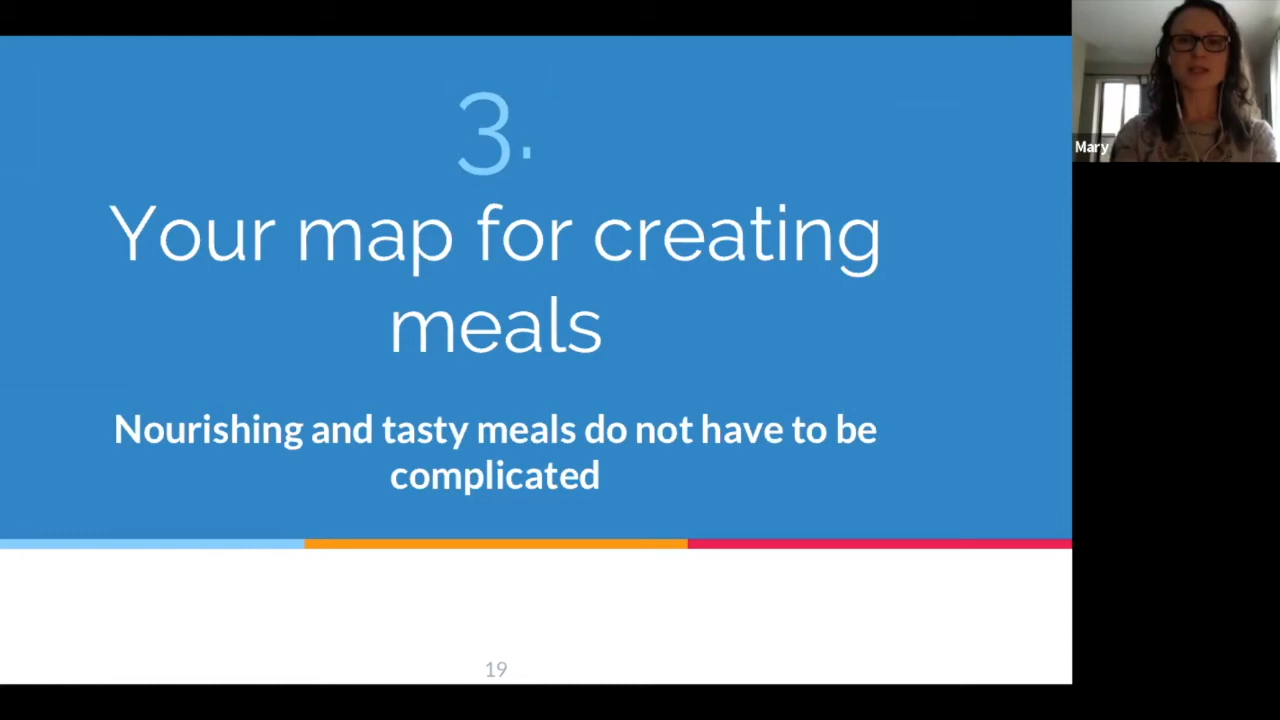 3.
Your map for creating
meals
Nourishing and tasty meals do not have to be
complicated
19
Mary